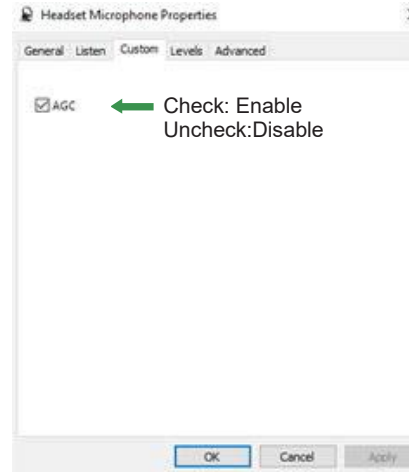 Headset Microphone Properties
General Listen Custom Levels Advanced
AGC
Check: Enable
Uncheck:Disable
OK Cancel Apply